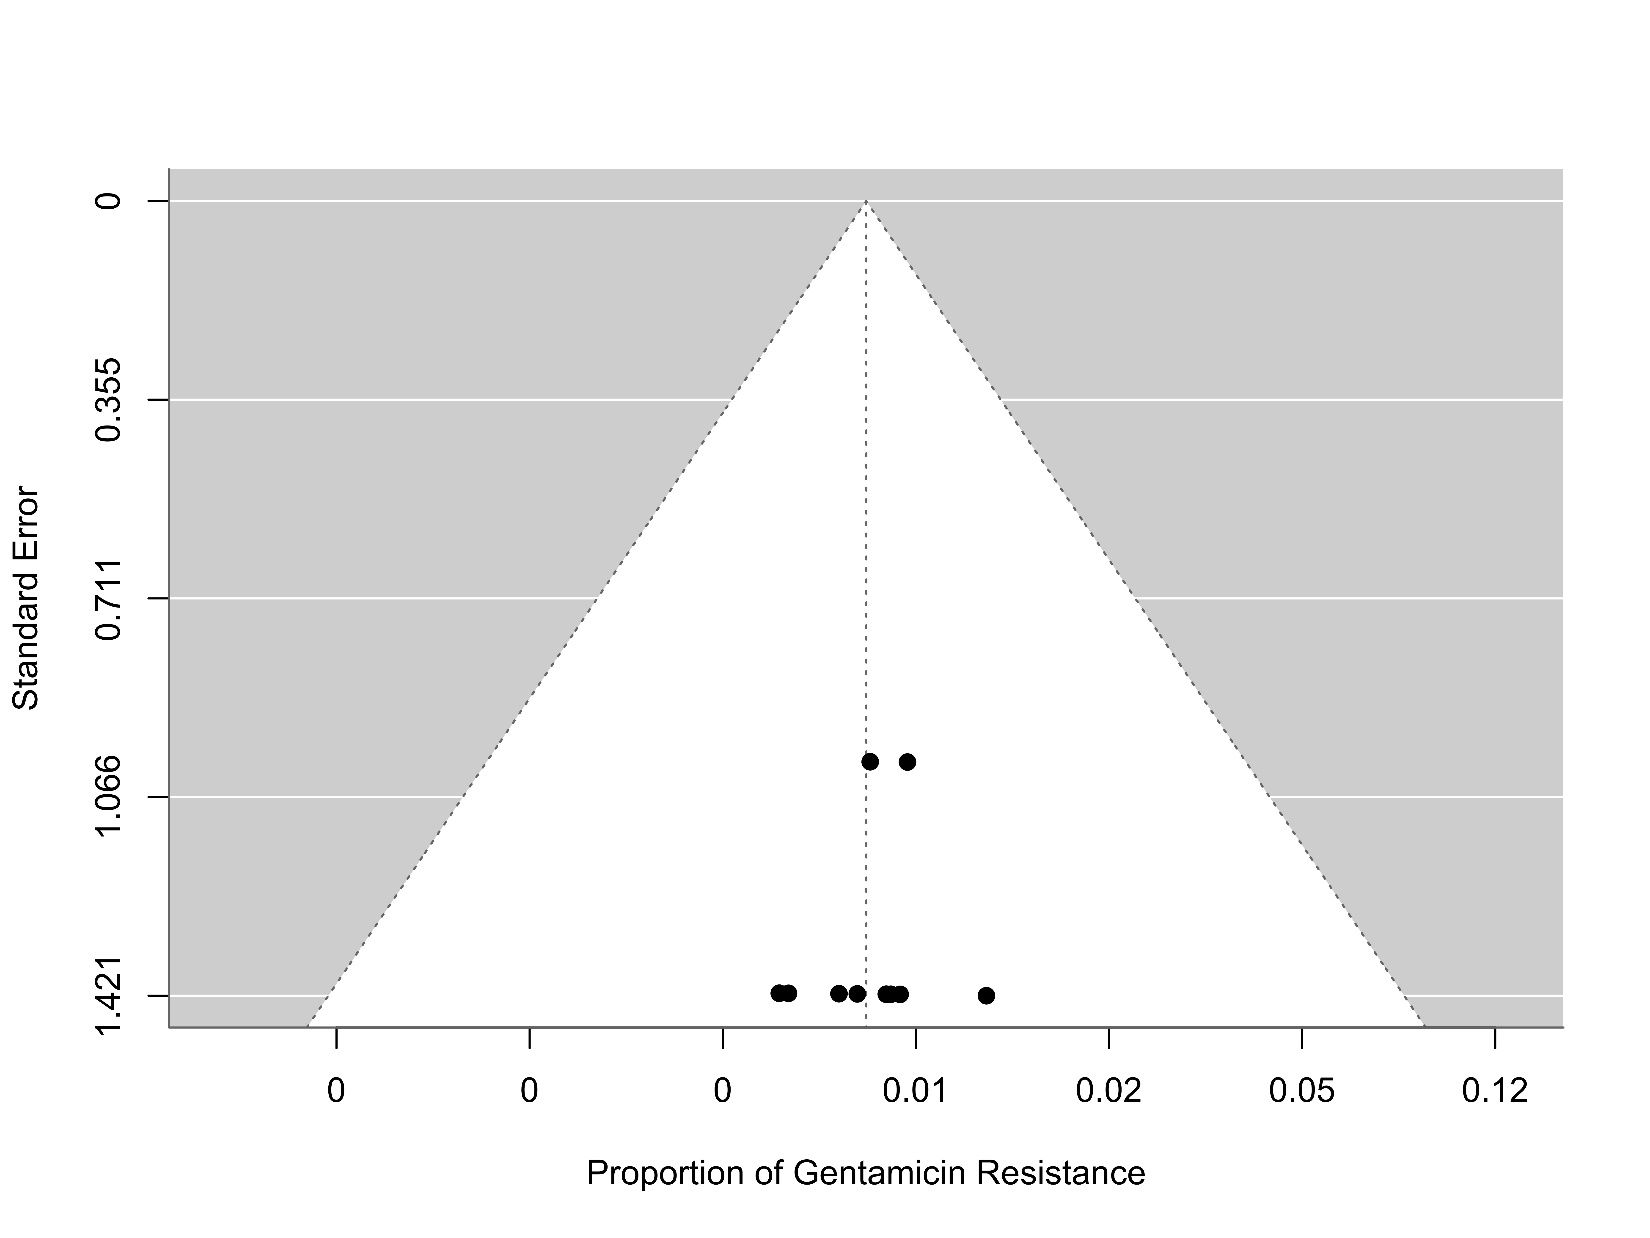 0
0.355
0.711
1.066
1.421
Standard Error
0 0 0 0.01 0.02 0.05 0.12
Proportion of Gentamicin Resistance